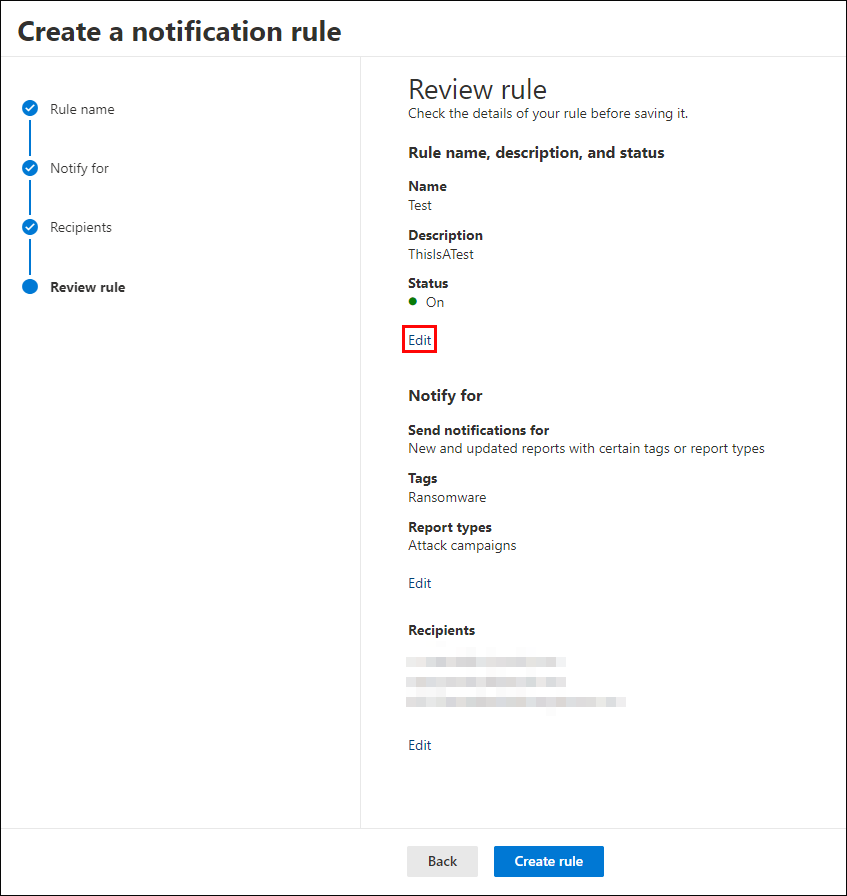 Create a notification rule
Rule name
Notify for
Recipients
Review rule
Review rule
Check the details of your rule before saving it.
Rule name, description, and status
Name
Test
Description
ThisIsATest
Status
On
Edit
Notify for
Send notifications for
New and updated reports with certain tags or report types
Tags
Ransomware
Report types
Attack campaigns
Edit
Recipients
Edit
Back
Create rule